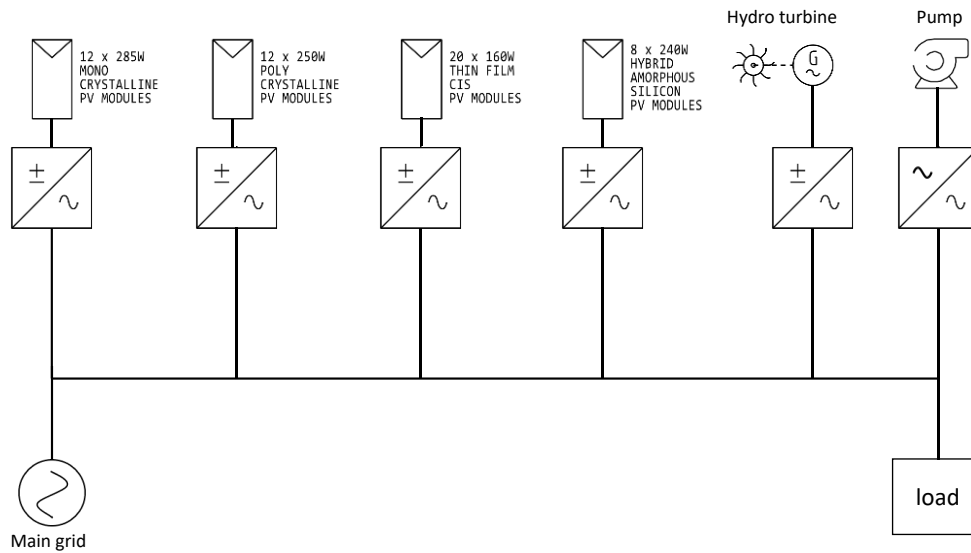 12 x 285W
MONO
CRYSTALLINE
PV MODULES
12 x 250W
POLY
CRYSTALLINE
PV MODULES
20 x 160W
THIN FILM
CIS
PV MODULES
8 x 240W
HYBRID
AMORPHOUS
SILICON
PV MODULES
Hydro turbine
G
Pump
Main grid
load